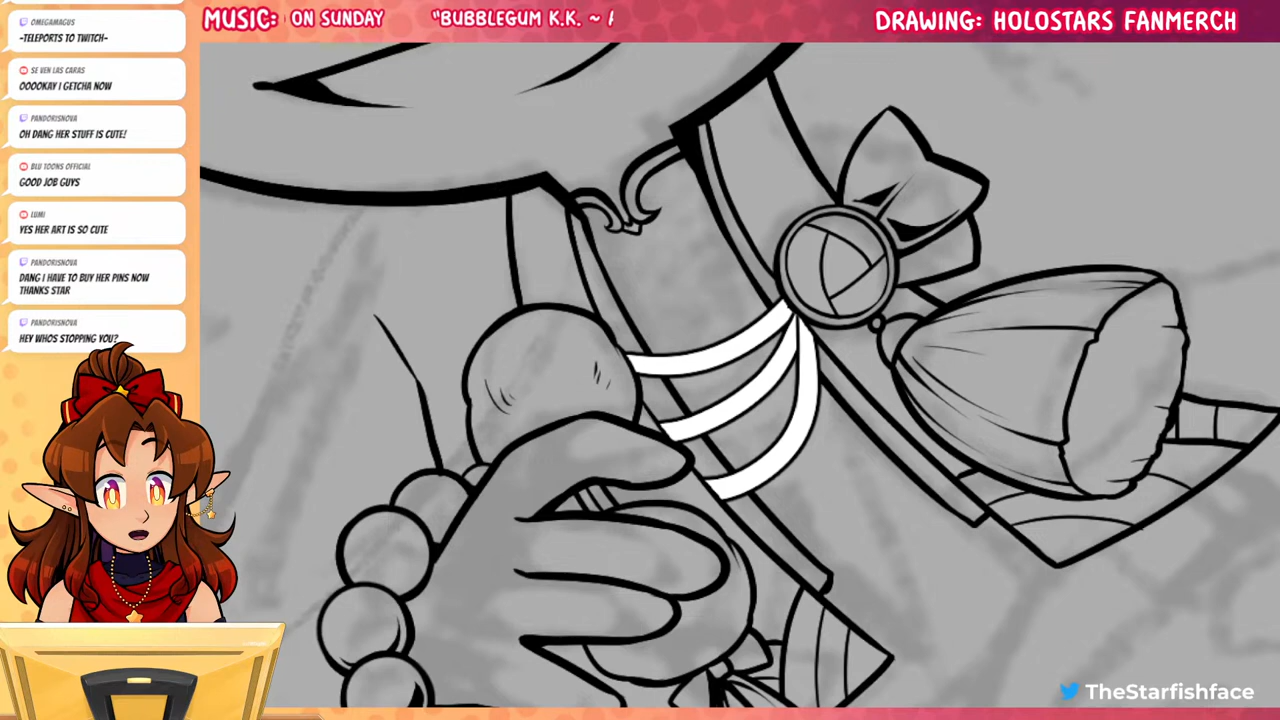 MUSIC: ON SUNDAY "BUBBLEGUM K.K. ~
DRAWING: HOLOSTARS FANMERCH
OMEGAMAGUS
~TELEPORTS TO TWITCH~
SE VEN LAS CARAS
OOOOKAY I GETCHA NOW
PANDORISNOVA
OH DANG HER STUFF IS CUTE!
BLU TOONS OFFICIAL
GOOD JOB GUYS
LUMI
YES HER ART IS SO CUTE
PANDORISNOVA
DANG I HAVE TO BUY HER PINS NOW
THANKS STAR
PANDORISNOVA
HEY WHOS STOPPING YOU?
TheStarfishface